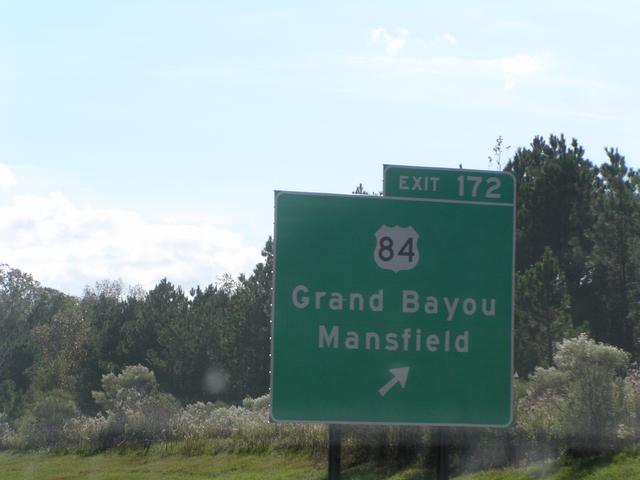 EXIT 172
84
Grand Bayou
Mansfield